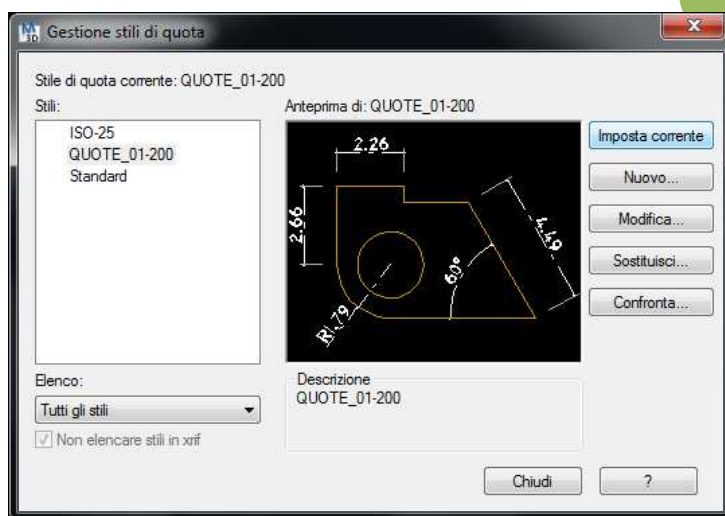 M
3D
Gestione stili di quota
Stile di quota corrente: QUOTE_01-200
Stili:
ISO-25
QUOTE_01-200
Standard
Anteprima di: QUOTE_01-200
2.26
2.66
4.49
60°
R1.79
Imposta corrente
Nuovo...
Modifica...
Sostituisci...
Confronta...
Elenco:
Tutti gli stili
Non elencare stili in xrif
Descrizione
QUOTE_01-200
Chiudi
?